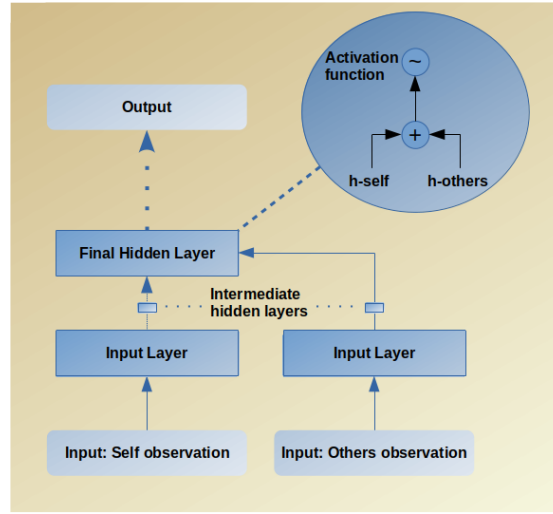 Activation
function
~
Output
+
h-self
h-others
Final Hidden Layer
Intermediate
hidden layers
Input Layer
Input Layer
Input: Self observation
Input: Others observation